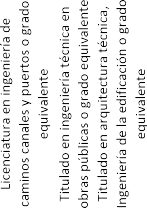 Licenciatura en ingeniería de
caminos canales y puertos o grado
equivalente
Titulado en ingeniería técnica en
obras públicas o grado equivalente
Titulado en arquitectura técnica,
Ingeniería de la edificación o grado
equivalente